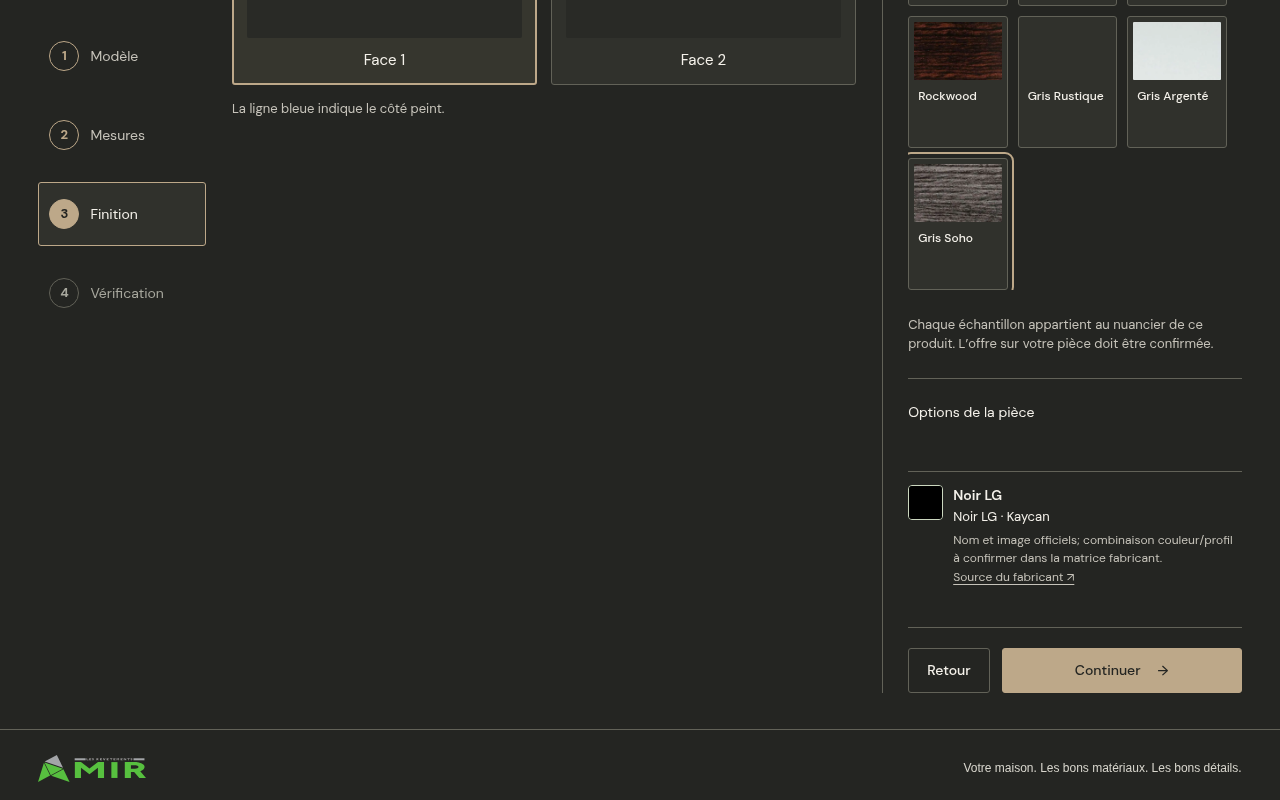 1 Modèle
2 Mesures
3 Finition
4 Vérification
Face 1
Face 2
La ligne bleue indique le côté peint.
Rockwood
Gris Rustique
Gris Argenté
Gris Soho
Chaque échantillon appartient au nuancier de ce
produit. L’offre sur votre pièce doit être confirmée.
Options de la pièce
Noir LG
Noir LG · Kaycan
Nom et image officiels; combinaison couleur/profil
à confirmer dans la matrice fabricant.
Source du fabricant ↗
Retour
Continuer →
MIR
Votre maison. Les bons matériaux. Les bons détails.